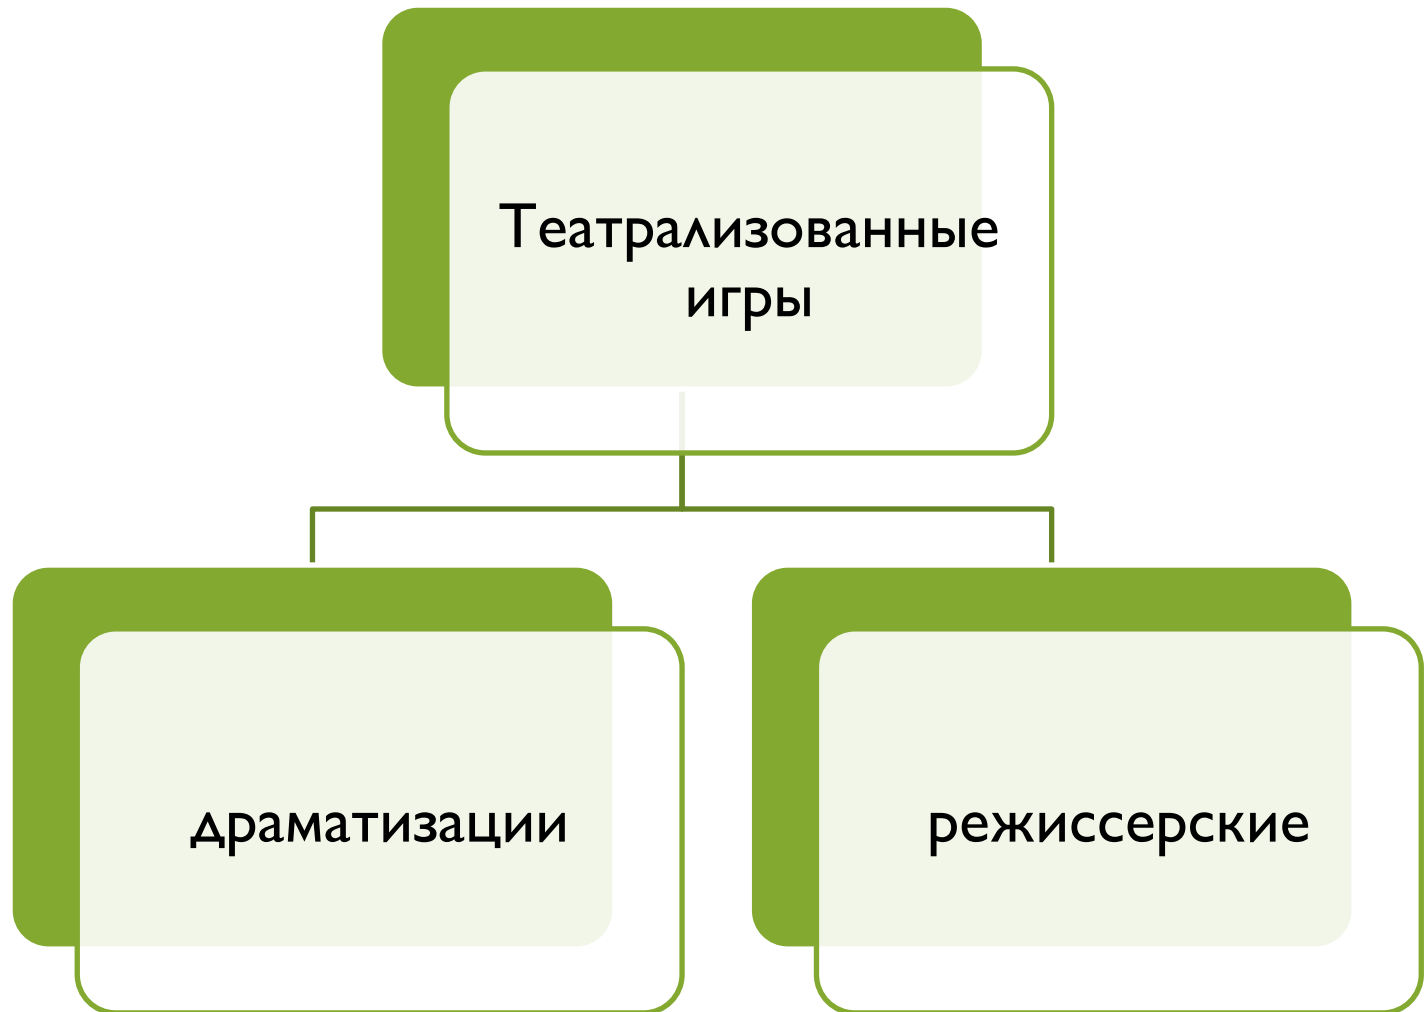 Театрализованные
игры
драматизации
режиссерские